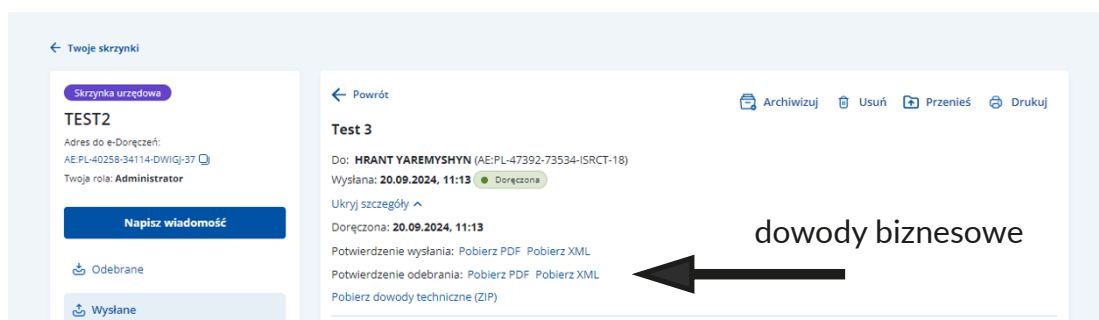 Twoje skrzynki
Skrzynka urzędowa
TEST2
Adres do e-Doręczeń:
AE:PL-40258-34114-DWIGJ-37
Twoja rola: Administrator
Napisz wiadomość
Odebrane
Wysłane
Powrót
Archiwizuj Usuń Przenieś Drukuj
Test 3
Do: HRANT YAREMYSHYN (AE:PL-47392-73534-ISRCT-18)
Wysłana: 20.09.2024, 11:13 Doręczona
Ukryj szczegóły
Doręczona: 20.09.2024, 11:13
Potwierdzenie wysłania: Pobierz PDF Pobierz XML
Potwierdzenie odebrania: Pobierz PDF Pobierz XML
Pobierz dowody techniczne (ZIP)
dowody biznesowe